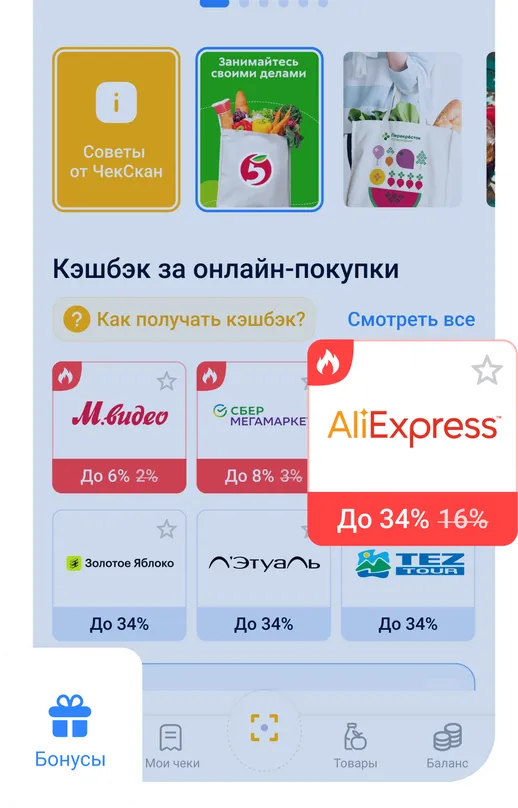 Советы
от ЧекСкан
Занимайтесь
своими делами
5
Перекрёсток
Кэшбэк за онлайн-покупки
? Как получать кэшбэк?
Смотреть все
М.видео
До 6% 2%
СБЕР
МЕГАМАРКЕ
До 8% 3%
AliExpress
До 34% 16%
Золотое Яблоко
До 34%
Л'Этуаль
До 34%
TEZ
TOUR
До 34%
Бонусы
Мои чеки
Товары
Баланс